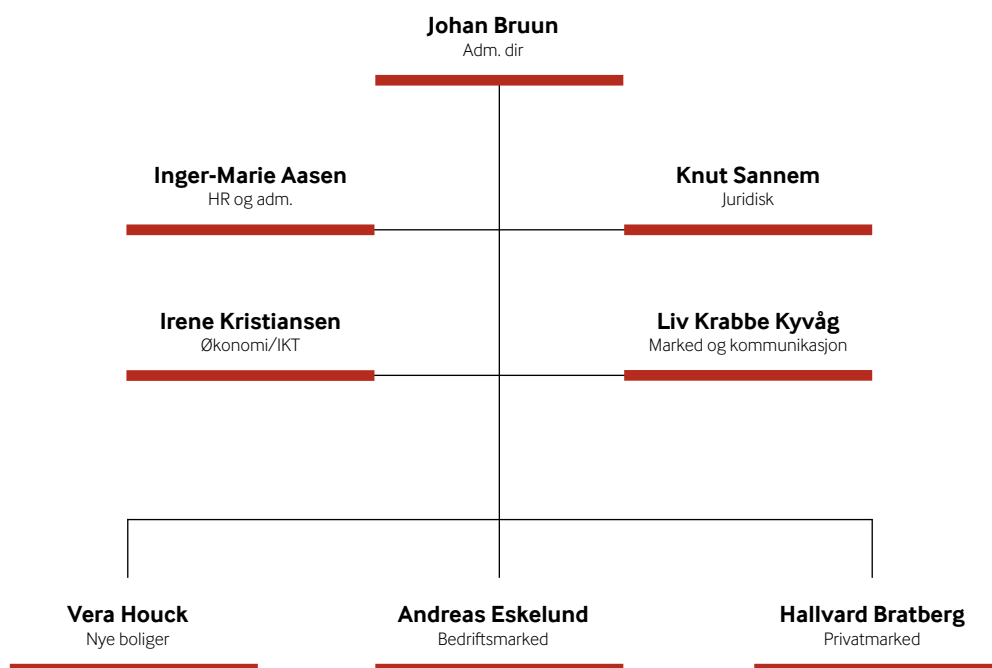 Johan Bruun
Adm. dir
Inger-Marie Aasen
HR og adm.
Knut Sannem
Juridisk
Irene Kristiansen
Økonomi/IKT
Liv Krabbe Kyvåg
Marked og kommunikasjon
Vera Houck
Nye boliger
Andreas Eskelund
Bedriftsmarked
Hallvard Bratberg
Privatmarked